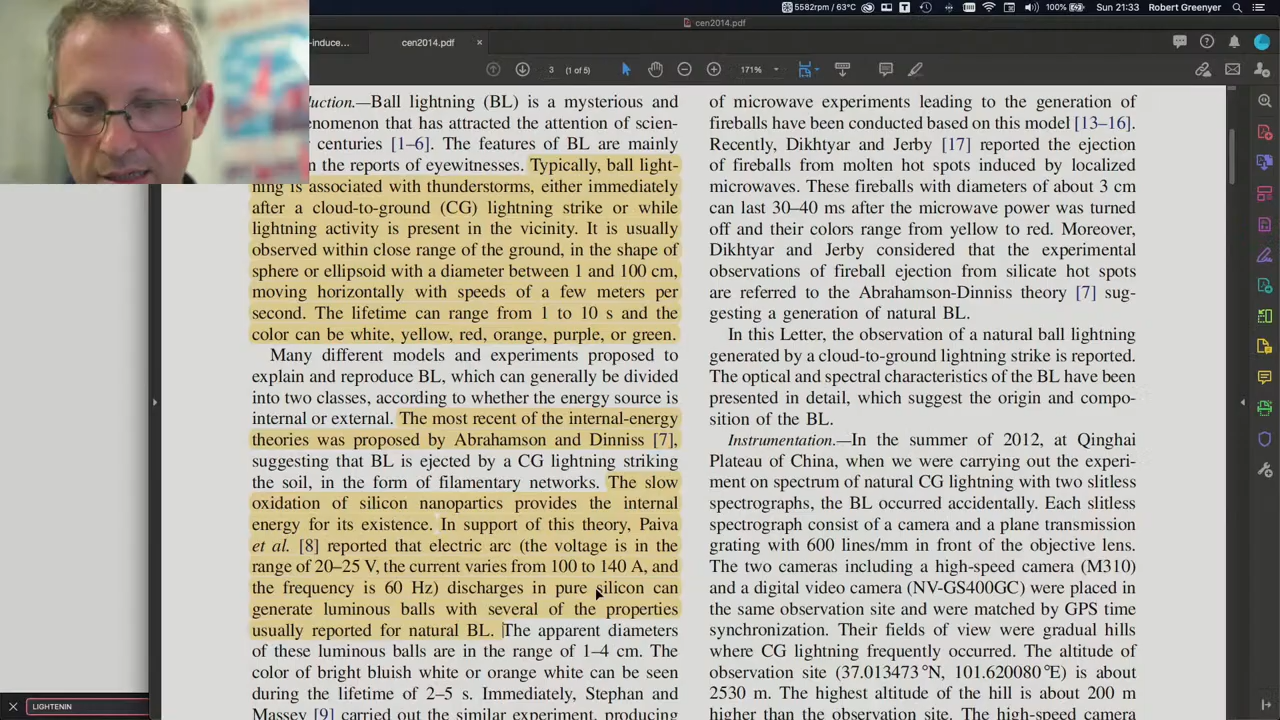 5582rpm / 63°C
100%
Sun 21:33
Robert Greenyer
cen2014.pdf
-induce...
cen2014.pdf
3
(1 of 5)
171%
uction.—Ball lightning (BL) is a mysterious and
enomenon that has attracted the attention of scien-
centuries [1–6]. The features of BL are mainly
n the reports of eyewitnesses. Typically, ball light-
ning is associated with thunderstorms, either immediately
after a cloud-to-ground (CG) lightning strike or while
lightning activity is present in the vicinity. It is usually
observed within close range of the ground, in the shape of
sphere or ellipsoid with a diameter between 1 and 100 cm,
moving horizontally with speeds of a few meters per
second. The lifetime can range from 1 to 10 s and the
color can be white, yellow, red, orange, purple, or green.
Many different models and experiments proposed to
explain and reproduce BL, which can generally be divided
into two classes, according to whether the energy source is
internal or external. The most recent of the internal-energy
theories was proposed by Abrahamson and Dinniss [7],
suggesting that BL is ejected by a CG lightning striking
the soil, in the form of filamentary networks. The slow
oxidation of silicon nanopartics provides the internal
energy for its existence. In support of this theory, Paiva
et al. [8] reported that electric arc (the voltage is in the
range of 20–25 V, the current varies from 100 to 140 A, and
the frequency is 60 Hz) discharges in pure silicon can
generate luminous balls with several of the properties
usually reported for natural BL. The apparent diameters
of these luminous balls are in the range of 1–4 cm. The
color of bright bluish white or orange white can be seen
during the lifetime of 2–5 s. Immediately, Stephan and
Massey [9] carried out the similar experiment, producing
of microwave experiments leading to the generation of
fireballs have been conducted based on this model [13–16].
Recently, Dikhtyar and Jerby [17] reported the ejection
of fireballs from molten hot spots induced by localized
microwaves. These fireballs with diameters of about 3 cm
can last 30–40 ms after the microwave power was turned
off and their colors range from yellow to red. Moreover,
Dikhtyar and Jerby considered that the experimental
observations of fireball ejection from silicate hot spots
are referred to the Abrahamson-Dinniss theory [7] sug-
gesting a generation of natural BL.
In this Letter, the observation of a natural ball lightning
generated by a cloud-to-ground lightning strike is reported.
The optical and spectral characteristics of the BL have been
presented in detail, which suggest the origin and compo-
sition of the BL.
Instrumentation.—In the summer of 2012, at Qinghai
Plateau of China, when we were carrying out the experi-
ment on spectrum of natural CG lightning with two slitless
spectrographs, the BL occurred accidentally. Each slitless
spectrograph consist of a camera and a plane transmission
grating with 600 lines/mm in front of the objective lens.
The two cameras including a high-speed camera (M310)
and a digital video camera (NV-GS400GC) were placed in
the same observation site and were matched by GPS time
synchronization. Their fields of view were gradual hills
where CG lightning frequently occurred. The altitude of
observation site (37.013473°N, 101.620080°E) is about
2530 m. The highest altitude of the hill is about 200 m
higher than the observation site. The high-speed camera
LIGHTENIN